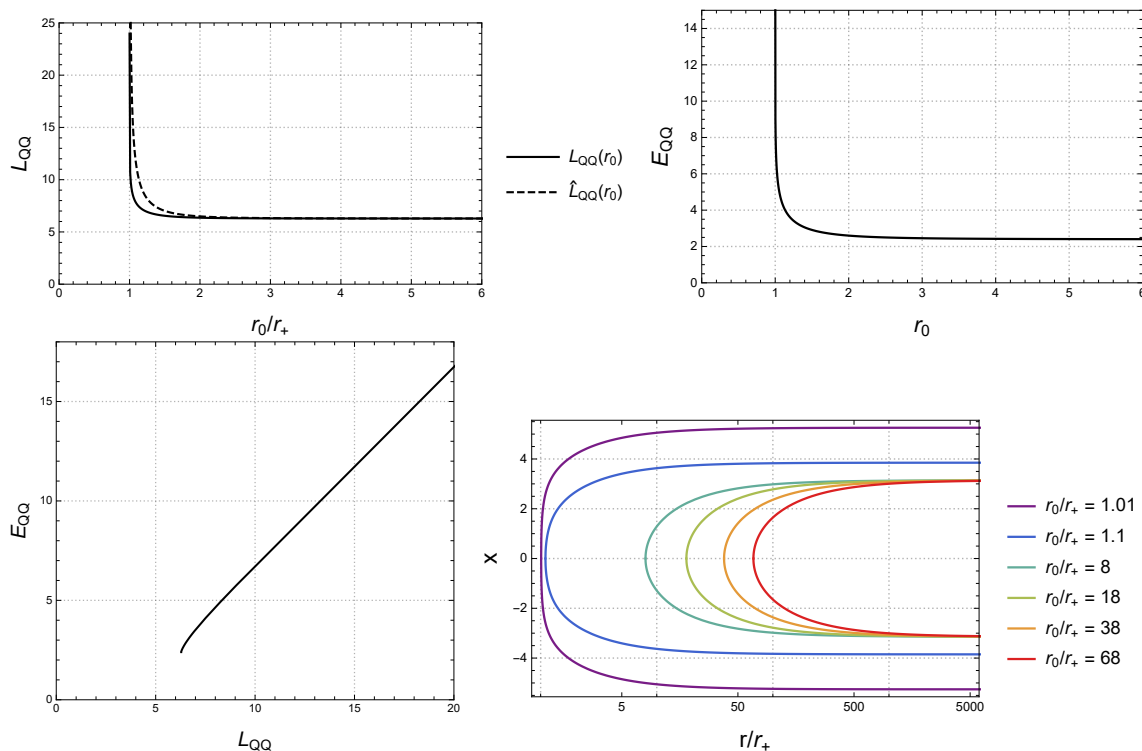 25
20
15
10
5
0
0 1 2 3 4 5 6
L_QQ
r_0/r_+
L_QQ(r_0)
L̂_QQ(r_0)
14
12
10
8
6
4
2
0
0 1 2 3 4 5 6
E_QQ
r_0
15
10
5
0
0 5 10 15 20
E_QQ
L_QQ
4
2
0
−2
−4
5 50 500 5000
x
r/r_+
r_0/r_+ = 1.01
r_0/r_+ = 1.1
r_0/r_+ = 8
r_0/r_+ = 18
r_0/r_+ = 38
r_0/r_+ = 68